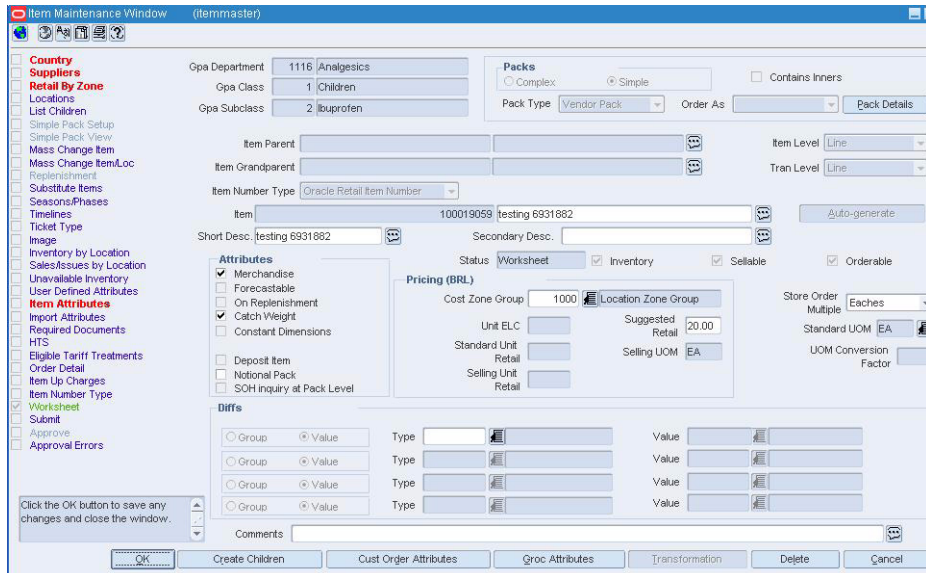 Item Maintenance Window (itemmaster)
Country
Suppliers
Retail By Zone
Locations
List Children
Simple Pack Setup
Simple Pack View
Mass Change Item
Mass Change Item/Loc
Replenishment
Substitute Items
Seasons/Phases
Timelines
Ticket Type
Image
Inventory by Location
Sales/Issues by Location
Unavailable Inventory
User Defined Attributes
Item Attributes
Import Attributes
Required Documents
HTS
Eligible Tariff Treatments
Order Detail
Item Up Charges
Item Number Type
Worksheet
Submit
Approve
Approval Errors
Click the OK button to save any
changes and close the window.
Gpa Department 1116 Analgesics
Gpa Class 1 Children
Gpa Subclass 2 Ibuprofen
Packs
Complex Simple
Contains Inners
Pack Type Vendor Pack Order As Pack Details
Item Parent Item Level Line
Item Grandparent Tran Level Line
Item Number Type Oracle Retail Item Number
Item 100019059 testing 6931882 Auto-generate
Short Desc. testing 6931882 Secondary Desc.
Status Worksheet Inventory Sellable Orderable
Attributes
Merchandise
Forecastable
On Replenishment
Catch Weight
Constant Dimensions
Deposit Item
Notional Pack
SOH inquiry at Pack Level
Pricing (BRL)
Cost Zone Group 1000 Location Zone Group
Unit ELC Suggested Retail 20.00
Standard Unit Retail Selling UOM EA
Selling Unit Retail
Store Order Multiple Eaches
Standard UOM EA
UOM Conversion Factor
Diffs
Group Value Type Value
Group Value Type Value
Group Value Type Value
Group Value Type Value
Comments
OK Create Children Cust Order Attributes Groc Attributes Transformation Delete Cancel